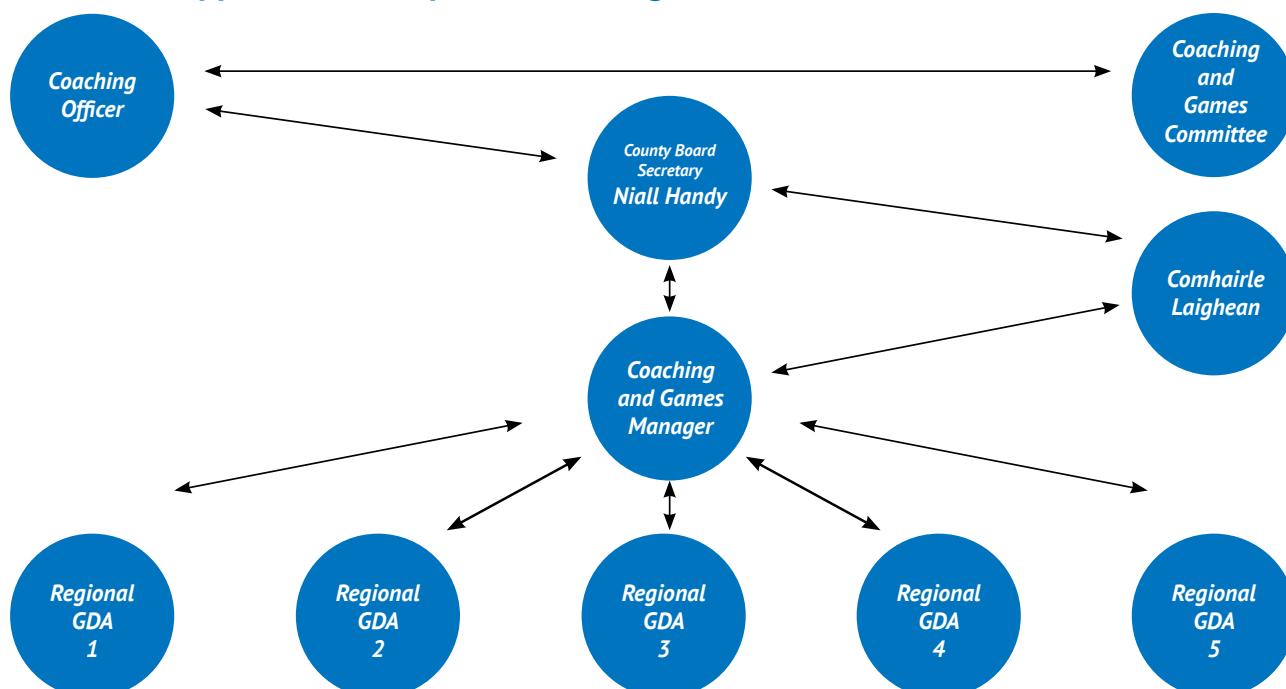 Coaching
Officer
Coaching
and
Games
Committee
County Board
Secretary
Niall Handy
Comhairle
Laighean
Coaching
and Games
Manager
Regional
GDA
1
Regional
GDA
2
Regional
GDA
3
Regional
GDA
4
Regional
GDA
5